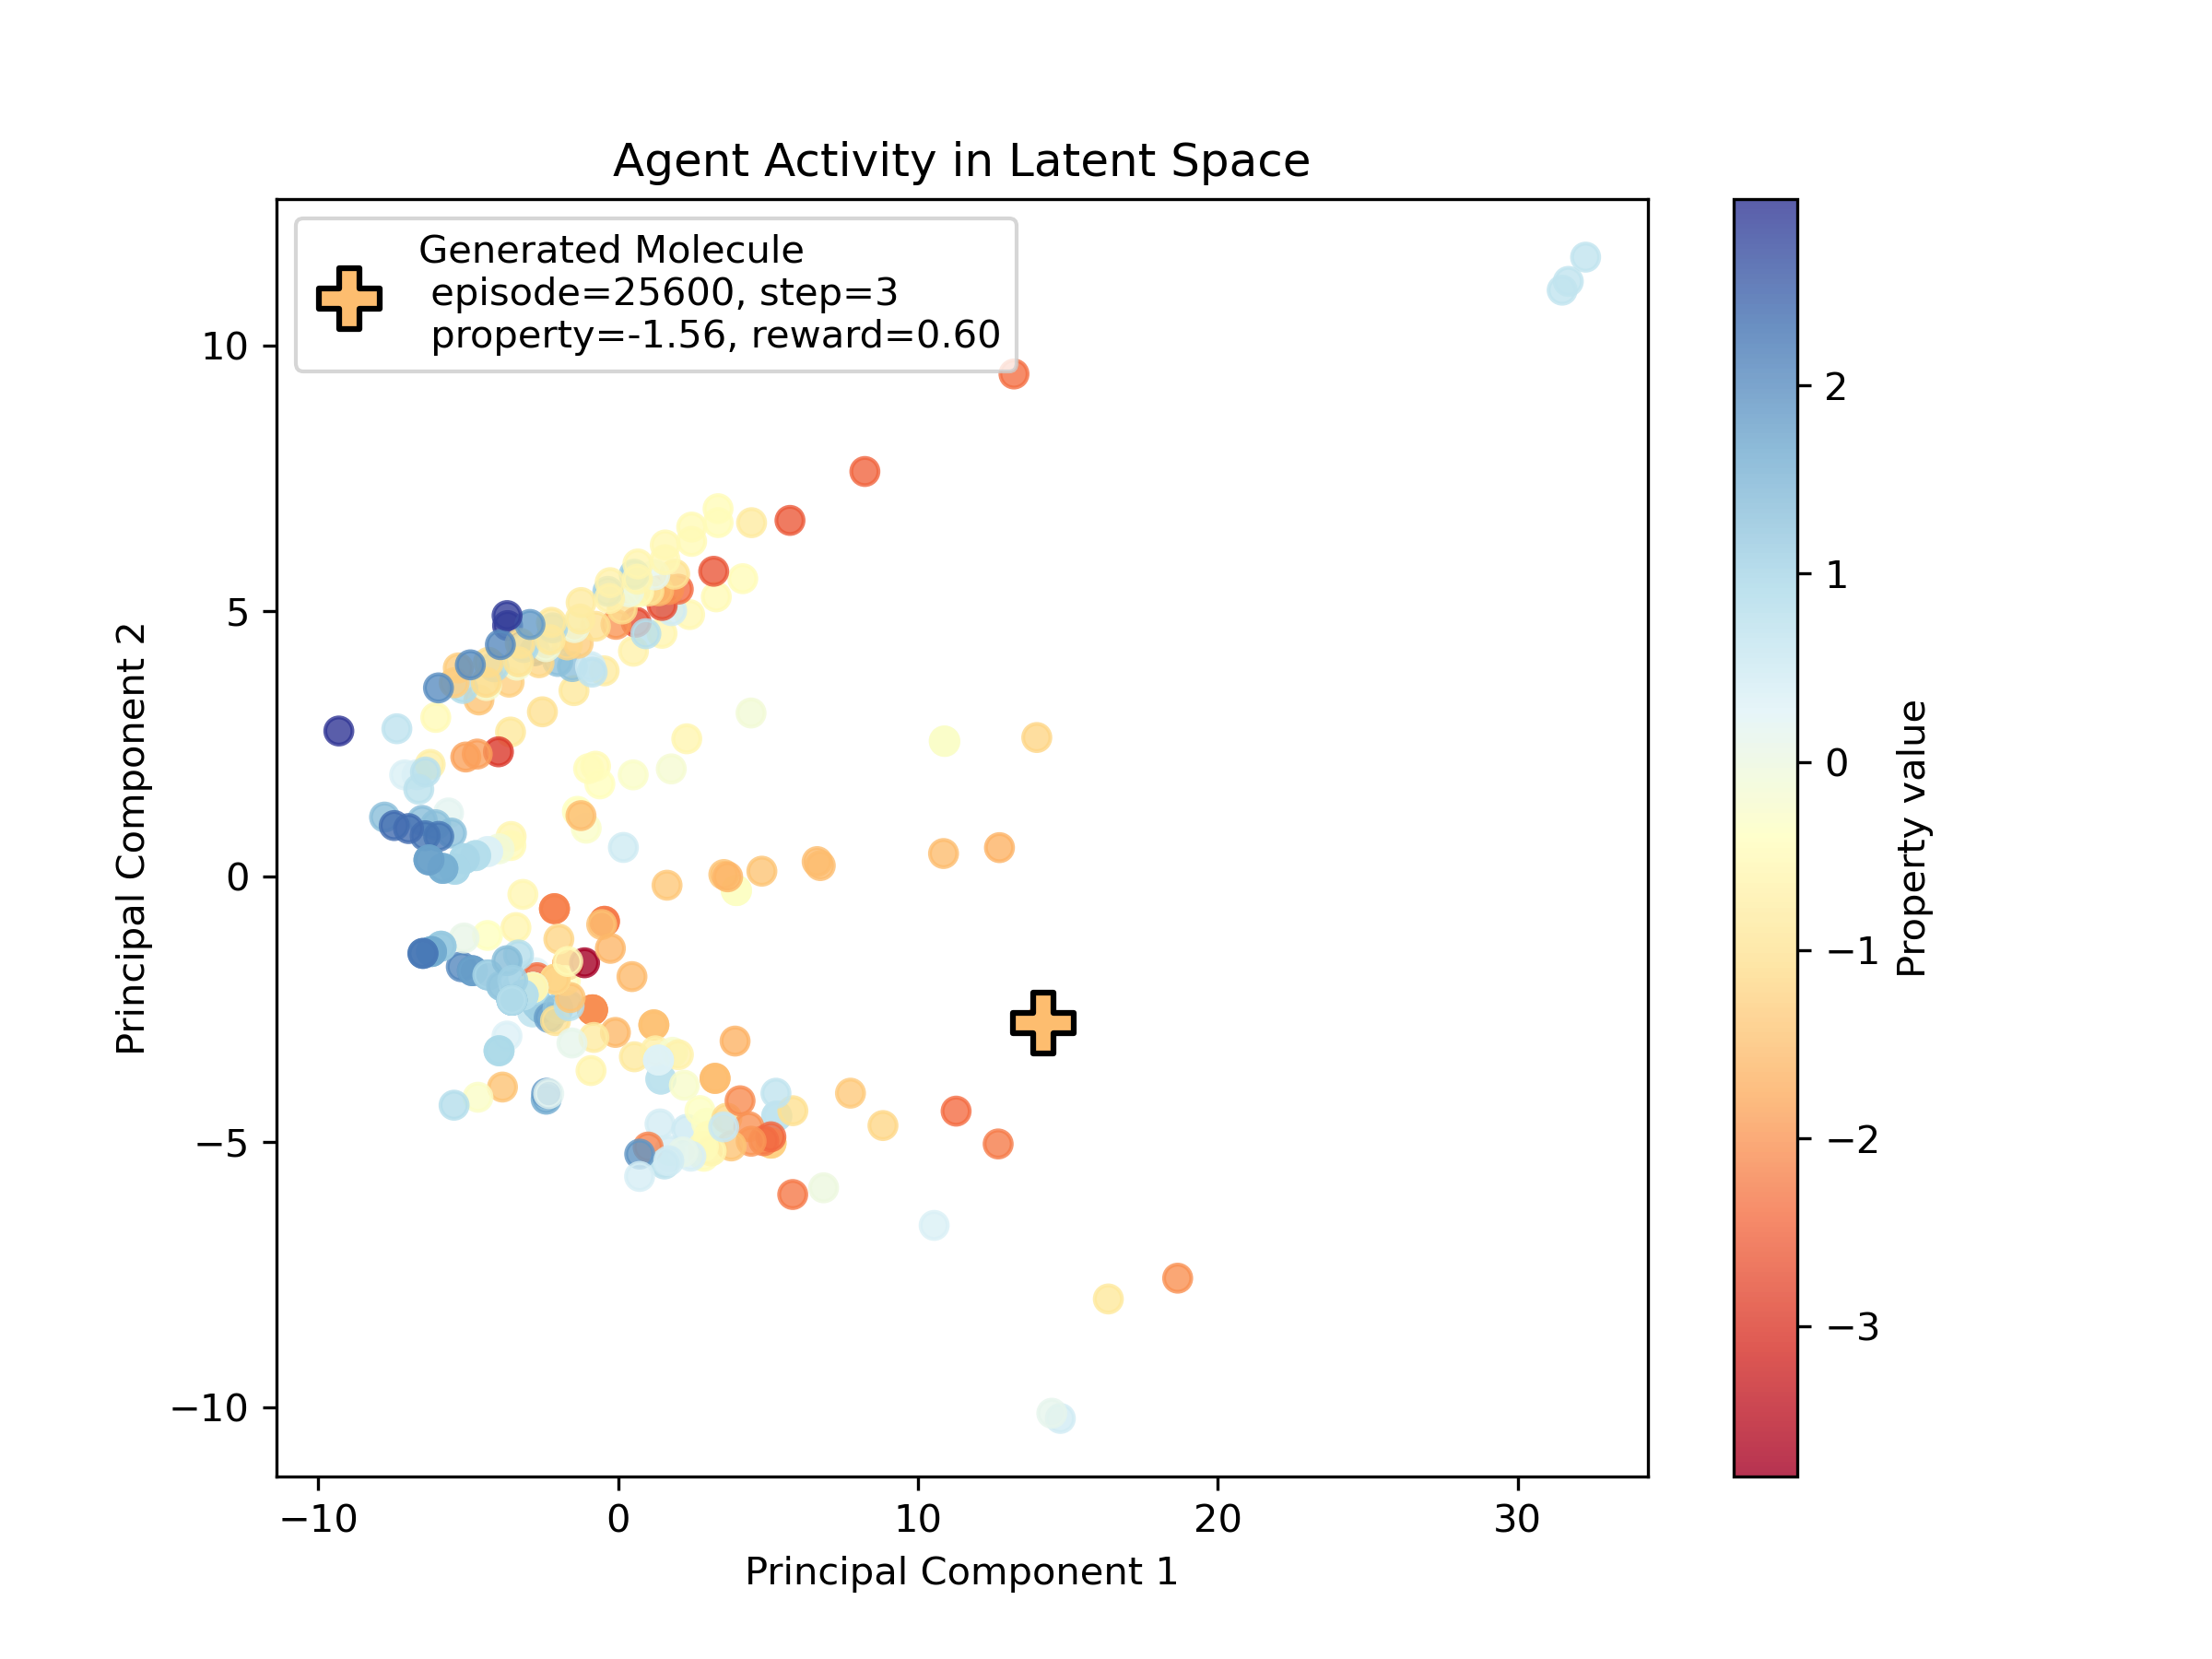 Agent Activity in Latent Space
Generated Molecule
episode=25600, step=3
property=-1.56, reward=0.60
10
5
0
−5
−10
Principal Component 2
−10
0
10
20
30
Principal Component 1
2
1
0
−1
−2
−3
Property value